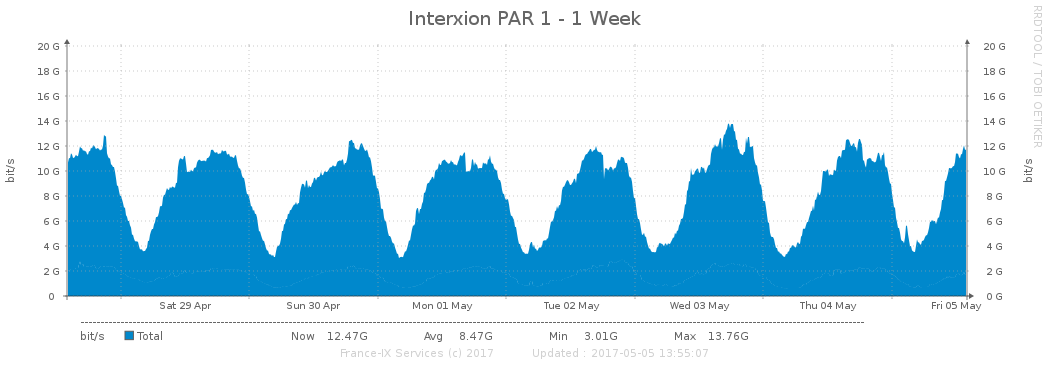 Interxion PAR 1 - 1 Week
RRDTOOL / TOBI OETIKER
bit/s
20 G 20 G
18 G 18 G
16 G 16 G
14 G 14 G
12 G 12 G
10 G 10 G
8 G 8 G
6 G 6 G
4 G 4 G
2 G 2 G
0 0 G
bit/s
Sat 29 Apr Sun 30 Apr Mon 01 May Tue 02 May Wed 03 May Thu 04 May Fri 05 May
bit/s Total Now 12.47G Avg 8.47G Min 3.01G Max 13.76G
France-IX Services (c) 2017 Updated : 2017-05-05 13:55:07